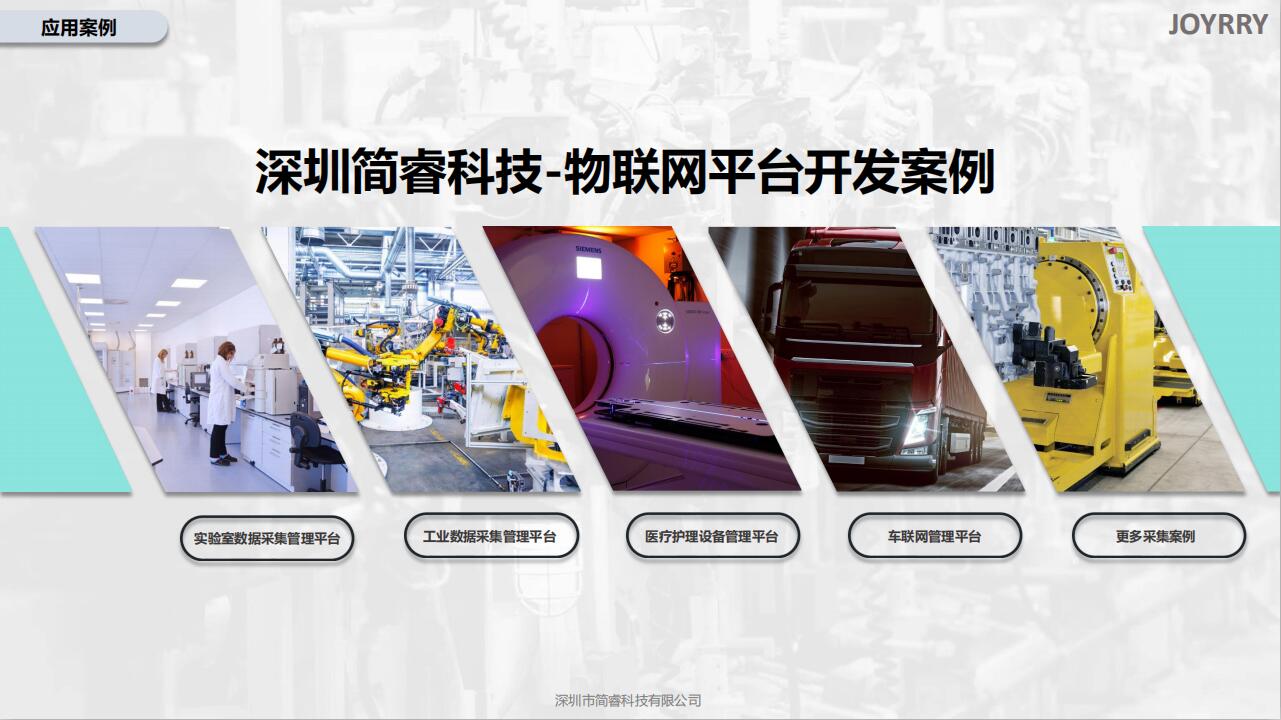 应用案例
JOYRRY
深圳简睿科技-物联网平台开发案例
SIEMENS
实验室数据采集管理平台
工业数据采集管理平台
医疗护理设备管理平台
车联网管理平台
更多采集案例
深圳市简睿科技有限公司